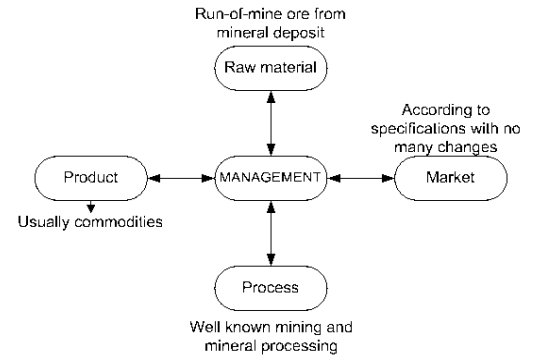 Run-of-mine ore from
mineral deposit
Raw material
According to
specifications with no
many changes
Product
MANAGEMENT
Market
Usually commodities
Process
Well known mining and
mineral processing